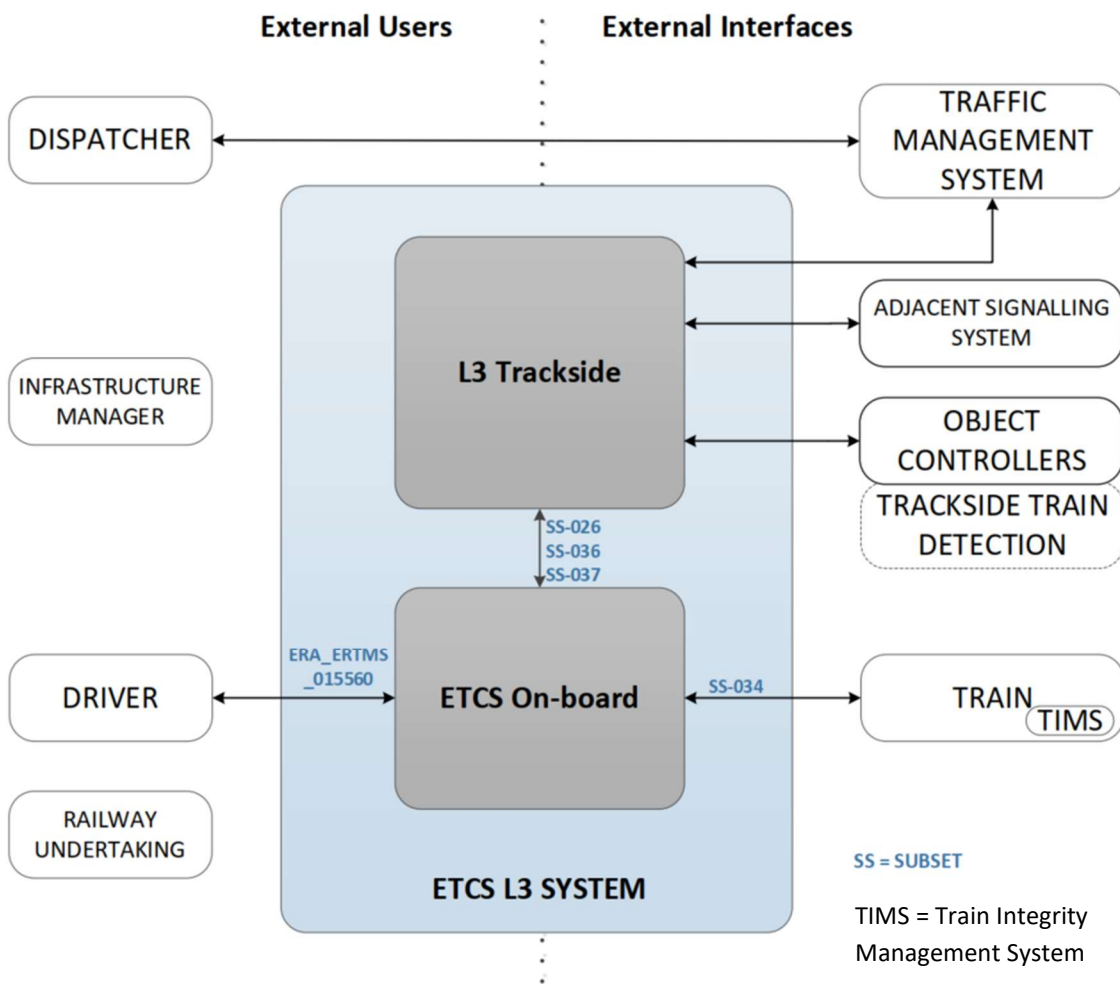 External Users
External Interfaces
DISPATCHER
TRAFFIC
MANAGEMENT
SYSTEM
L3 Trackside
ADJACENT SIGNALLING
SYSTEM
INFRASTRUCTURE
MANAGER
OBJECT
CONTROLLERS
TRACKSIDE TRAIN
DETECTION
SS-026
SS-036
SS-037
DRIVER
ERA_ERTMS
_015560
ETCS On-board
SS-034
TRAIN
TIMS
RAILWAY
UNDERTAKING
ETCS L3 SYSTEM
SS = SUBSET
TIMS = Train Integrity
Management System